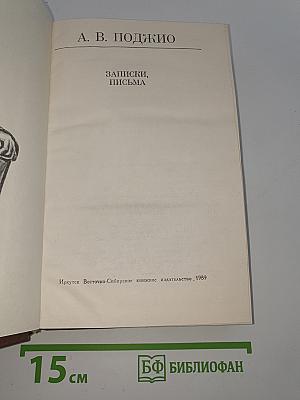 А. В. ПОДЖИО
ЗАПИСКИ,
ПИСЬМА
Иркутск Восточно-Сибирское книжное издательство, 1989
15 см
БФ БИБЛИОФАН